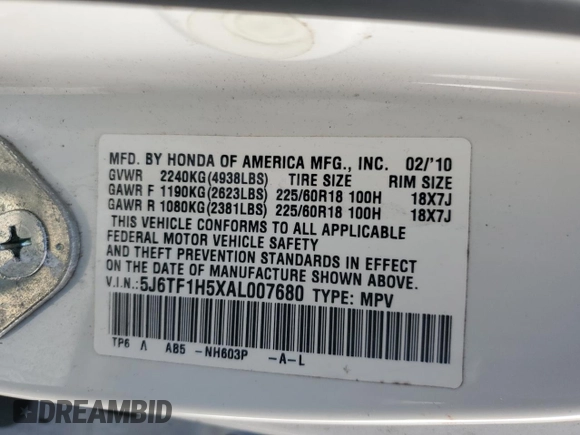 MFD. BY HONDA OF AMERICA MFG., INC. 02/'10
GVWR 2240KG(4938LBS) TIRE SIZE RIM SIZE
GAWR F 1190KG(2623LBS) 225/60R18 100H 18X7J
GAWR R 1080KG(2381LBS) 225/60R18 100H 18X7J
THIS VEHICLE CONFORMS TO ALL APPLICABLE
FEDERAL MOTOR VEHICLE SAFETY
AND THEFT PREVENTION STANDARDS IN EFFECT
ON THE DATE OF MANUFACTURE SHOWN ABOVE.
V.I.N.:5J6TF1H5XAL007680 TYPE: MPV
TP6 A AB5 -NH603P -A-L
DREAMBID